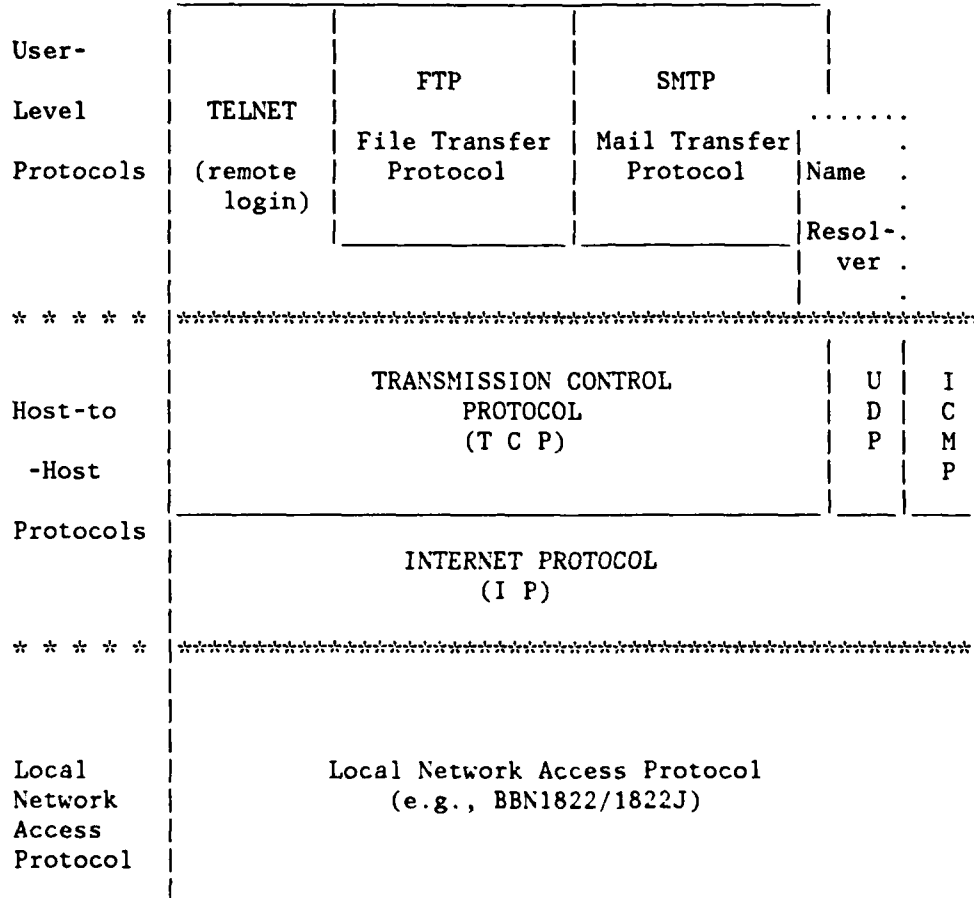 User-
FTP SMTP
Level TELNET .......
File Transfer Mail Transfer
Protocols (remote Protocol Protocol Name
login)
Resol-
ver
* * * * * ******************************************************
TRANSMISSION CONTROL U I
Host-to PROTOCOL D C
(T C P) P M
-Host P
Protocols
INTERNET PROTOCOL
(I P)
* * * * * ******************************************************
Local Local Network Access Protocol
Network (e.g., BBN1822/1822J)
Access
Protocol